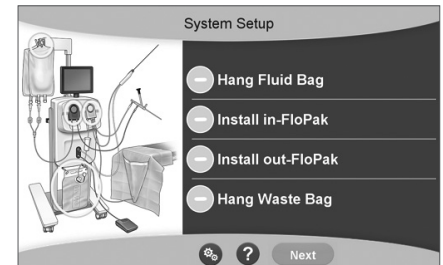 System Setup
Hang Fluid Bag
Install in-FloPak
Install out-FloPak
Hang Waste Bag
?
Next